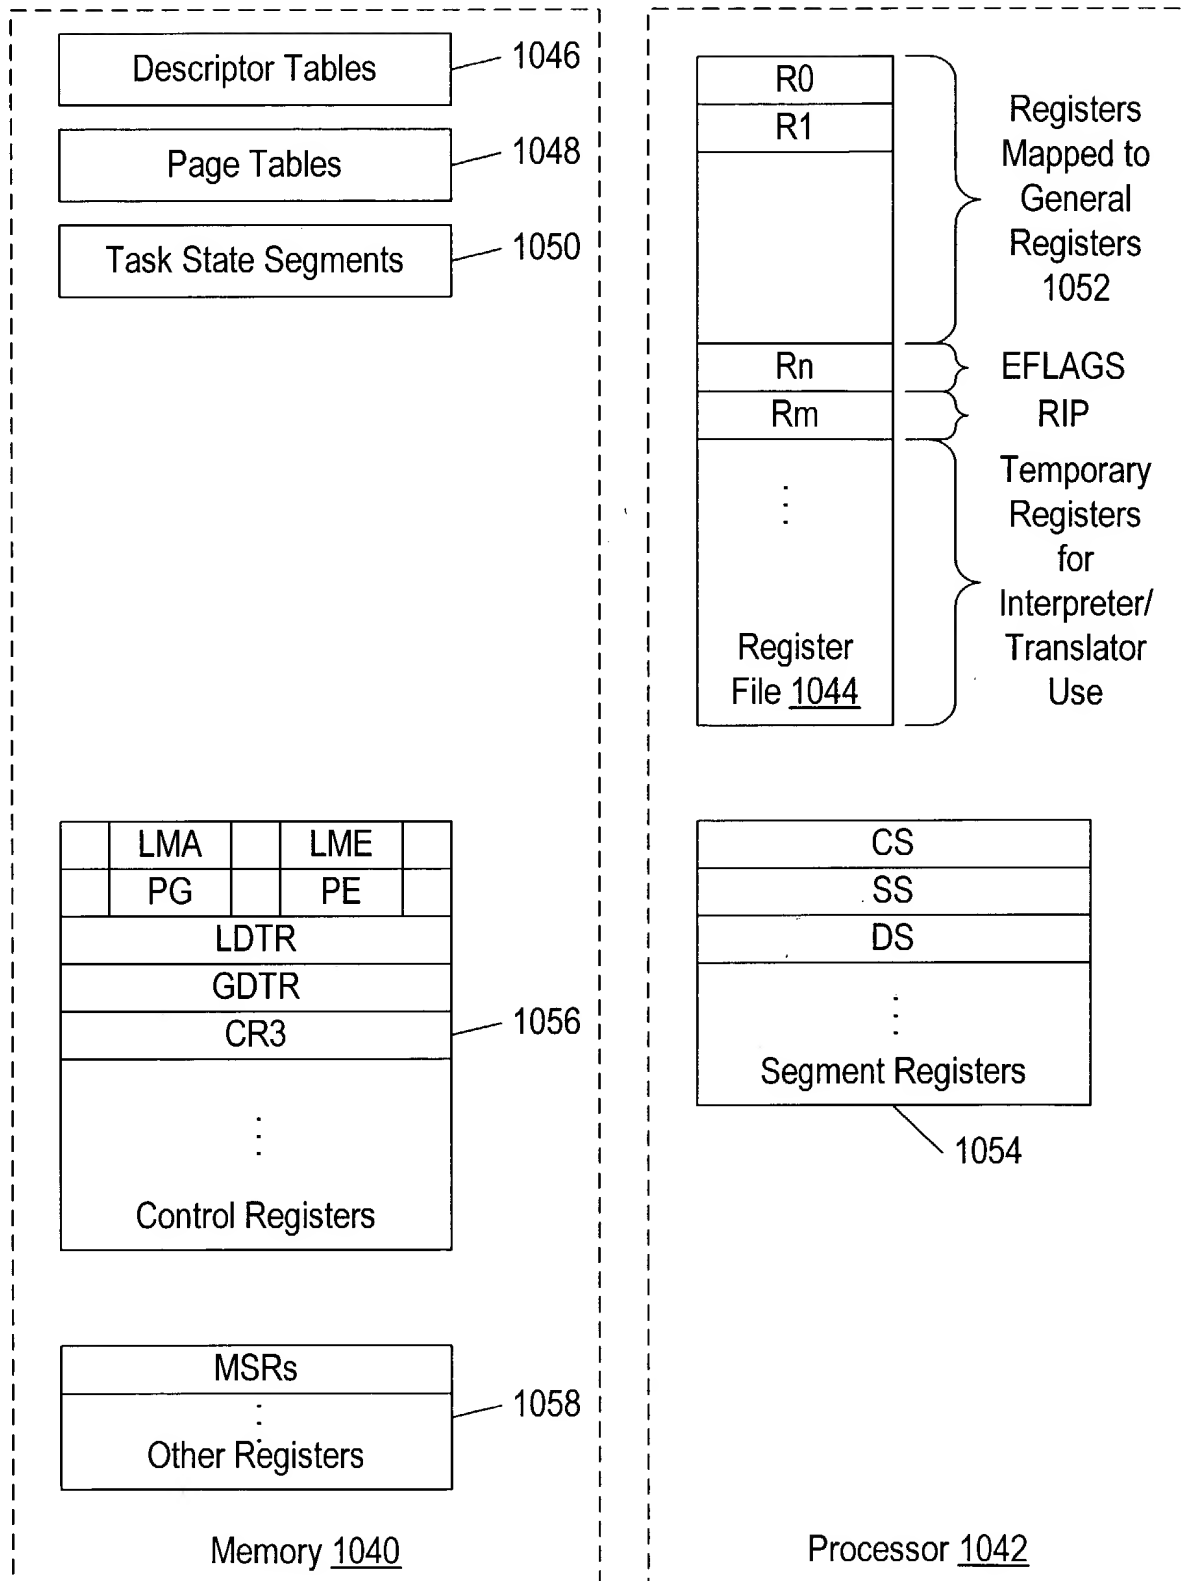 Descriptor Tables
1046
Page Tables
1048
Task State Segments
1050
LMA
LME
PG
PE
LDTR
GDTR
CR3
1056
⋮
Control Registers
MSRs
⋮
1058
Other Registers
Memory 1040
R0
R1
Registers
Mapped to
General
Registers
1052
Rn
EFLAGS
Rm
RIP
⋮
Temporary
Registers
for
Interpreter/
Translator
Use
Register
File 1044
CS
SS
DS
⋮
Segment Registers
1054
Processor 1042